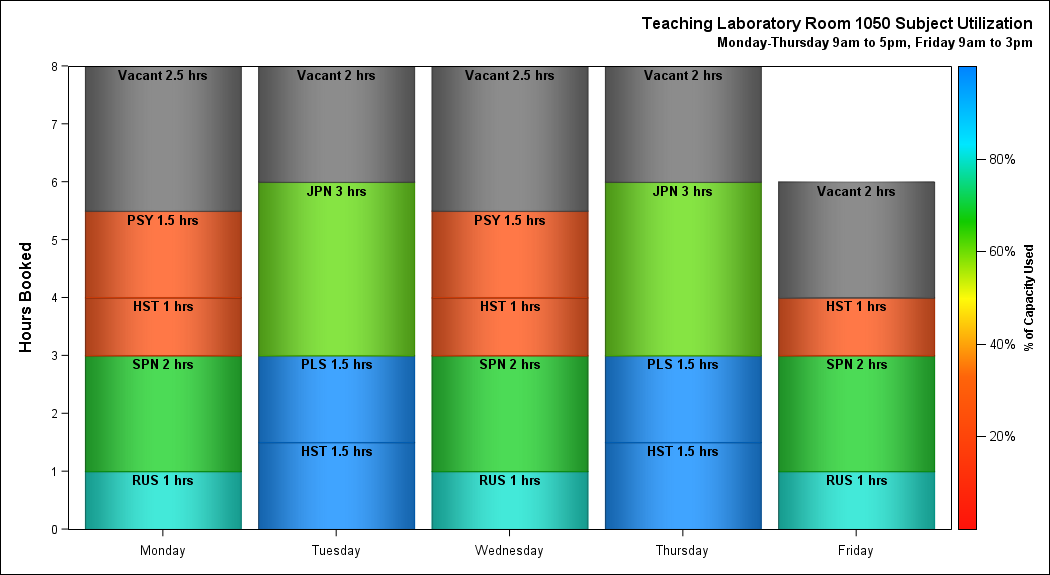 Teaching Laboratory Room 1050 Subject Utilization
Monday-Thursday 9am to 5pm, Friday 9am to 3pm
Hours Booked
8
7
6
5
4
3
2
1
0
Vacant 2.5 hrs
PSY 1.5 hrs
HST 1 hrs
SPN 2 hrs
RUS 1 hrs
Monday
Vacant 2 hrs
JPN 3 hrs
PLS 1.5 hrs
HST 1.5 hrs
Tuesday
Vacant 2.5 hrs
PSY 1.5 hrs
HST 1 hrs
SPN 2 hrs
RUS 1 hrs
Wednesday
Vacant 2 hrs
JPN 3 hrs
PLS 1.5 hrs
HST 1.5 hrs
Thursday
Vacant 2 hrs
HST 1 hrs
SPN 2 hrs
RUS 1 hrs
Friday
80%
60%
40%
20%
% of Capacity Used